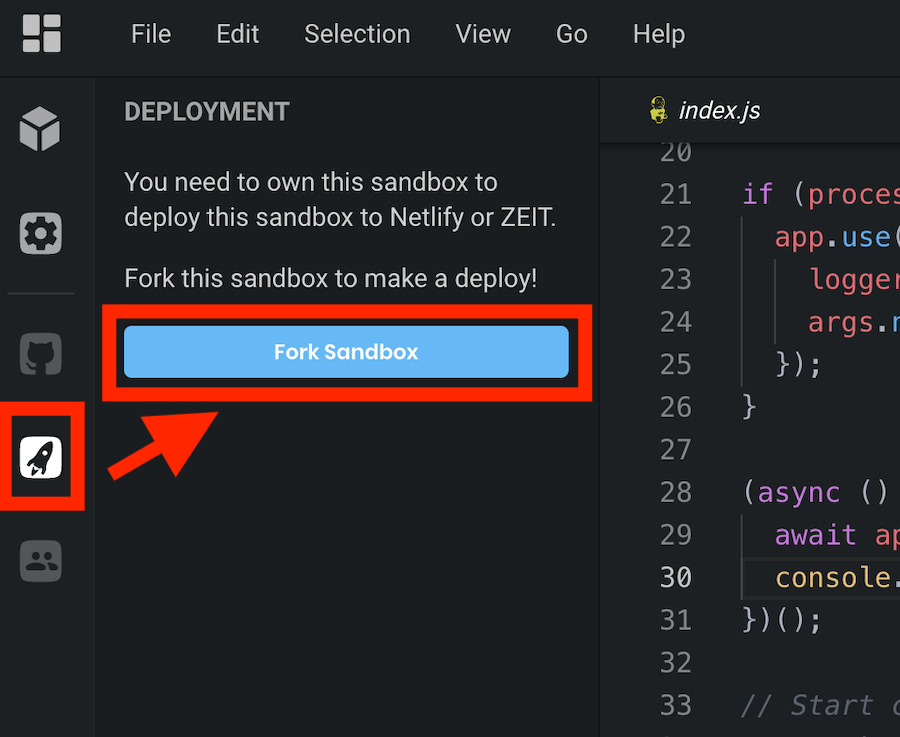 File Edit Selection View Go Help
DEPLOYMENT
You need to own this sandbox to
deploy this sandbox to Netlify or ZEIT.
Fork this sandbox to make a deploy!
Fork Sandbox
index.js
20
21 if (proces
22 app.use(
23 logger
24 args.
25 });
26 }
27
28 (async ()
29 await ap
30 console.
31 })();
32
33 // Start